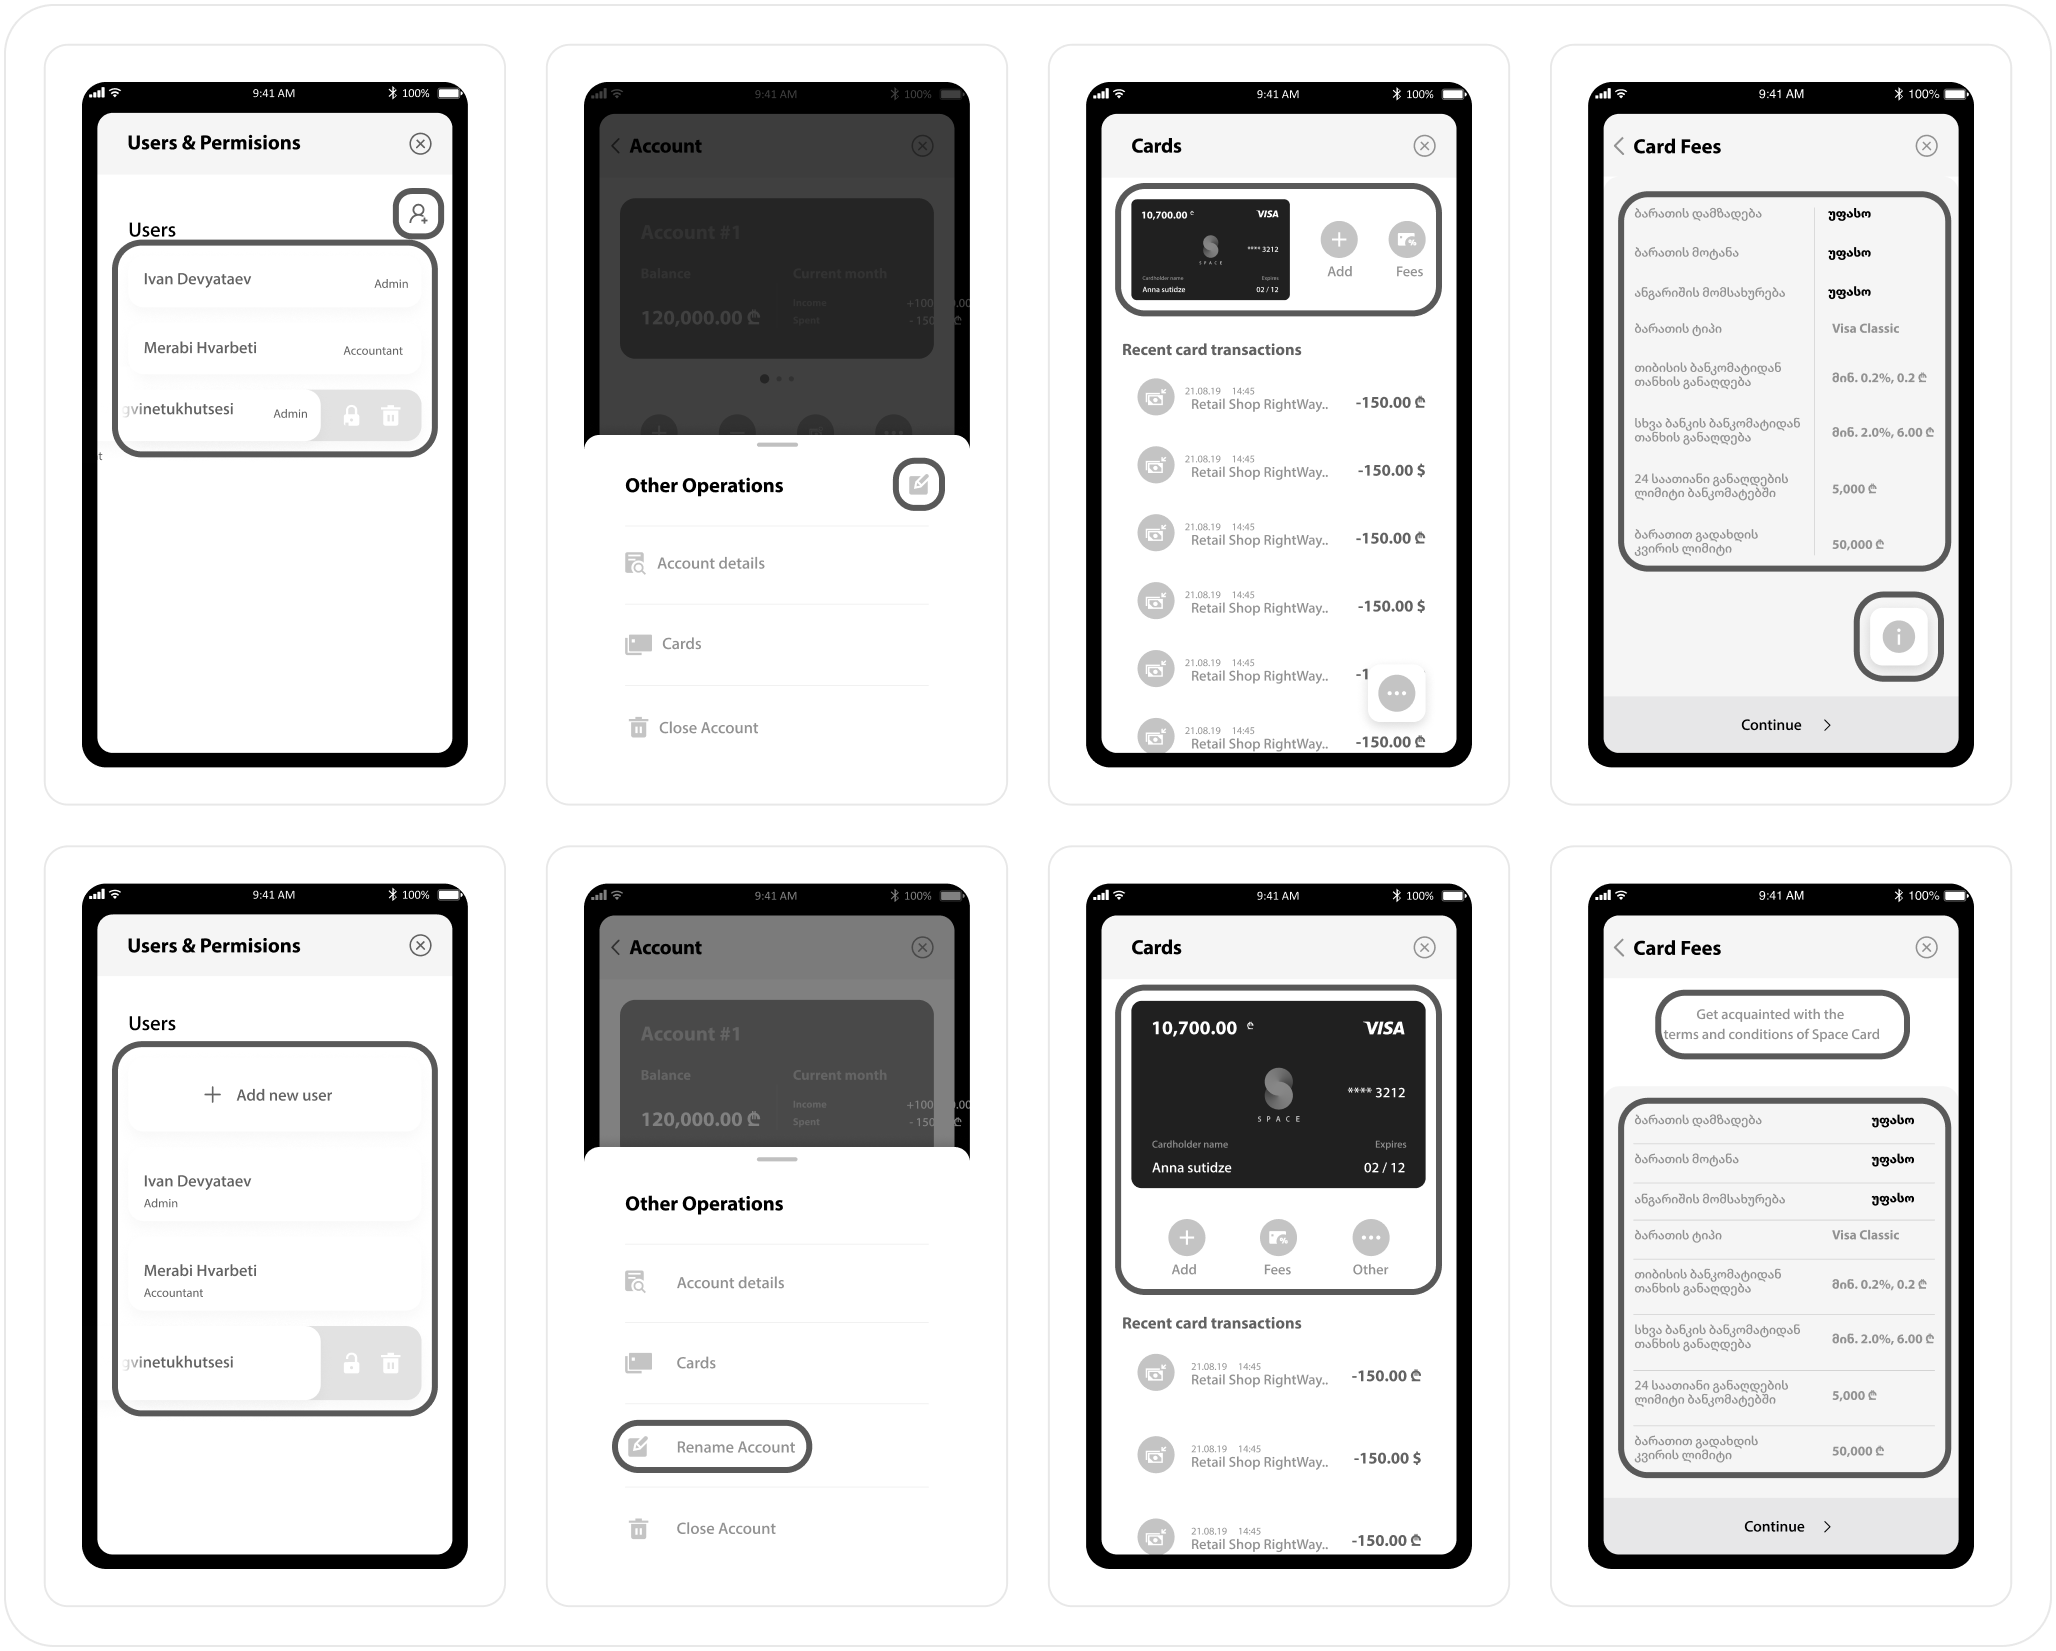 9:41 AM 100%
Users & Permisions
Users
Ivan Devyataev Admin
Merabi Hvarbeti Accountant
gvinetukhutsesi Admin
t
9:41 AM 100%
Account
Account #1
Balance Current month
Income +100 .00
120,000.00 ₾ Spent - 150 ₾
Other Operations
Account details
Cards
Close Account
9:41 AM 100%
Cards
10,700.00 ₾ VISA
**** 3212
SPACE
Cardholder name Expires
Anna sutidze 02 / 12
Add Fees
Recent card transactions
21.08.19 14:45
Retail Shop RightWay.. -150.00 ₾
21.08.19 14:45
Retail Shop RightWay.. -150.00 $
21.08.19 14:45
Retail Shop RightWay.. -150.00 ₾
21.08.19 14:45
Retail Shop RightWay.. -150.00 $
21.08.19 14:45
Retail Shop RightWay.. -1
21.08.19 14:45
Retail Shop RightWay.. -150.00 ₾
9:41 AM 100%
Card Fees
ბარათის დამზადება უფასო
ბარათის მოტანა უფასო
ანგარიშის მომსახურება უფასო
ბარათის ტიპი Visa Classic
თიბისის ბანკომატიდან
თანხის განაღდება მინ. 0.2%, 0.2 ₾
სხვა ბანკის ბანკომატიდან
თანხის განაღდება მინ. 2.0%, 6.00 ₾
24 საათიანი განაღდების
ლიმიტი ბანკომატებში 5,000 ₾
ბარათით გადახდის
კვირის ლიმიტი 50,000 ₾
Continue
9:41 AM 100%
Users & Permisions
Users
Add new user
Ivan Devyataev
Admin
Merabi Hvarbeti
Accountant
gvinetukhutsesi
9:41 AM 100%
Account
Account #1
Balance Current month
Income +100 .00
120,000.00 ₾ Spent - 150 ₾
Other Operations
Account details
Cards
Rename Account
Close Account
9:41 AM 100%
Cards
10,700.00 ₾ VISA
**** 3212
SPACE
Cardholder name Expires
Anna sutidze 02 / 12
Add Fees Other
Recent card transactions
21.08.19 14:45
Retail Shop RightWay.. -150.00 ₾
21.08.19 14:45
Retail Shop RightWay.. -150.00 $
21.08.19 14:45
Retail Shop RightWay.. -150.00 ₾
9:41 AM 100%
Card Fees
Get acquainted with the
terms and conditions of Space Card
ბარათის დამზადება უფასო
ბარათის მოტანა უფასო
ანგარიშის მომსახურება უფასო
ბარათის ტიპი Visa Classic
თიბისის ბანკომატიდან
თანხის განაღდება მინ. 0.2%, 0.2 ₾
სხვა ბანკის ბანკომატიდან
თანხის განაღდება მინ. 2.0%, 6.00 ₾
24 საათიანი განაღდების
ლიმიტი ბანკომატებში 5,000 ₾
ბარათით გადახდის
კვირის ლიმიტი 50,000 ₾
Continue